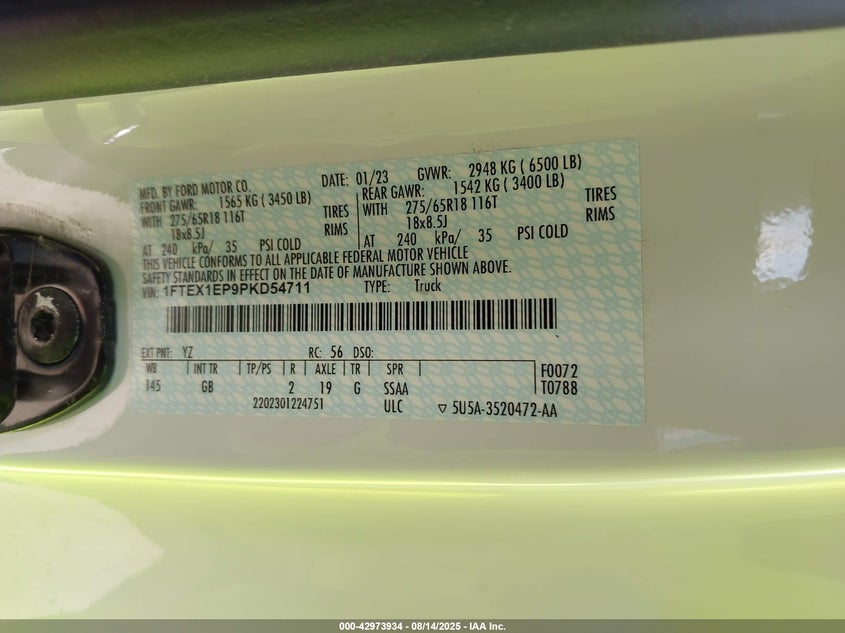 MFD. BY FORD MOTOR CO. DATE: 01/23 GVWR: 2948 KG ( 6500 LB)
FRONT GAWR: 1565 KG ( 3450 LB) REAR GAWR: 1542 KG ( 3400 LB)
WITH 275/65R18 116T TIRES WITH 275/65R18 116T TIRES
18x8.5J RIMS 18x8.5J RIMS
AT 240 kPa/ 35 PSI COLD AT 240 kPa/ 35 PSI COLD
THIS VEHICLE CONFORMS TO ALL APPLICABLE FEDERAL MOTOR VEHICLE
SAFETY STANDARDS IN EFFECT ON THE DATE OF MANUFACTURE SHOWN ABOVE.
VIN: 1FTEX1EP9PKD54711 TYPE: Truck
EXT PNT: YZ RC: 56 DSO:
WB INT TR TP/PS R AXLE TR SPR F0072
145 GB 2 19 G SSAA T0788
2202301224751 ULC ▽ 5U5A-3520472-AA
000-42973934 - 08/14/2025 - IAA Inc.